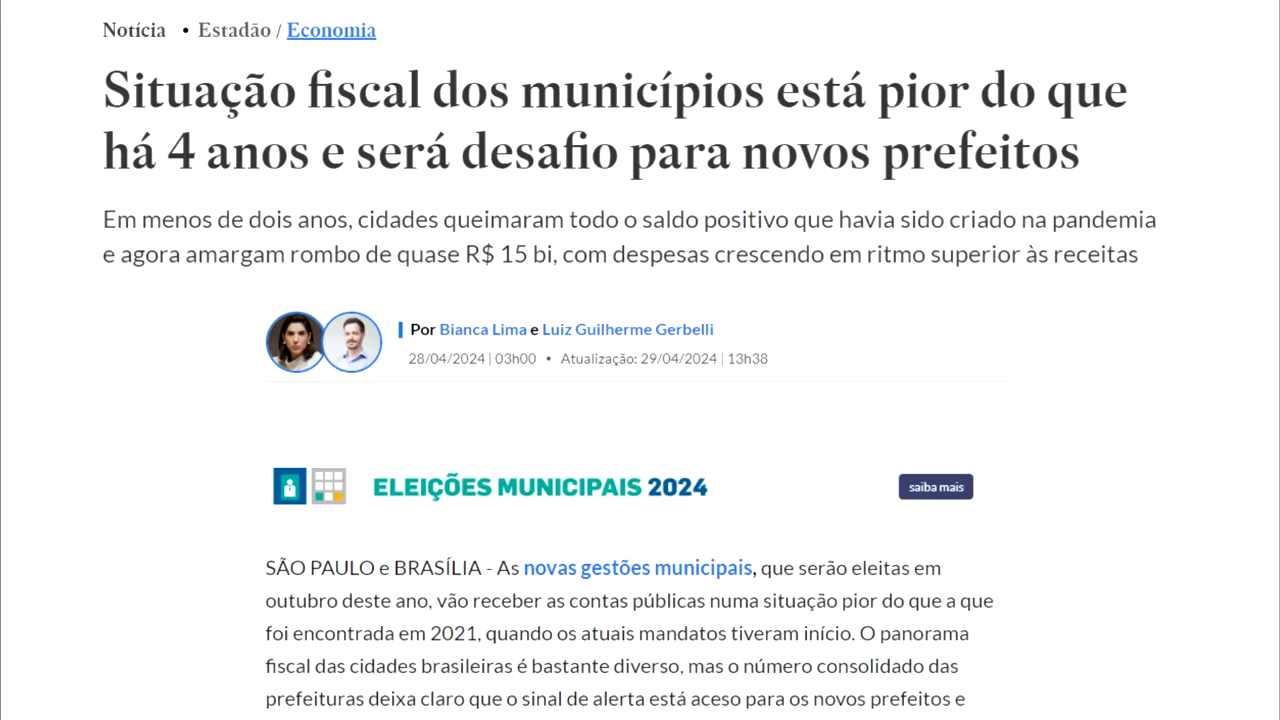 Notícia • Estadão / Economia
Situação fiscal dos municípios está pior do que
há 4 anos e será desafio para novos prefeitos
Em menos de dois anos, cidades queimaram todo o saldo positivo que havia sido criado na pandemia
e agora amargam rombo de quase R$ 15 bi, com despesas crescendo em ritmo superior às receitas
Por Bianca Lima e Luiz Guilherme Gerbelli
28/04/2024 | 03h00 • Atualização: 29/04/2024 | 13h38
ELEIÇÕES MUNICIPAIS 2024 saiba mais
SÃO PAULO e BRASÍLIA - As novas gestões municipais, que serão eleitas em
outubro deste ano, vão receber as contas públicas numa situação pior do que a que
foi encontrada em 2021, quando os atuais mandatos tiveram início. O panorama
fiscal das cidades brasileiras é bastante diverso, mas o número consolidado das
prefeituras deixa claro que o sinal de alerta está aceso para os novos prefeitos e